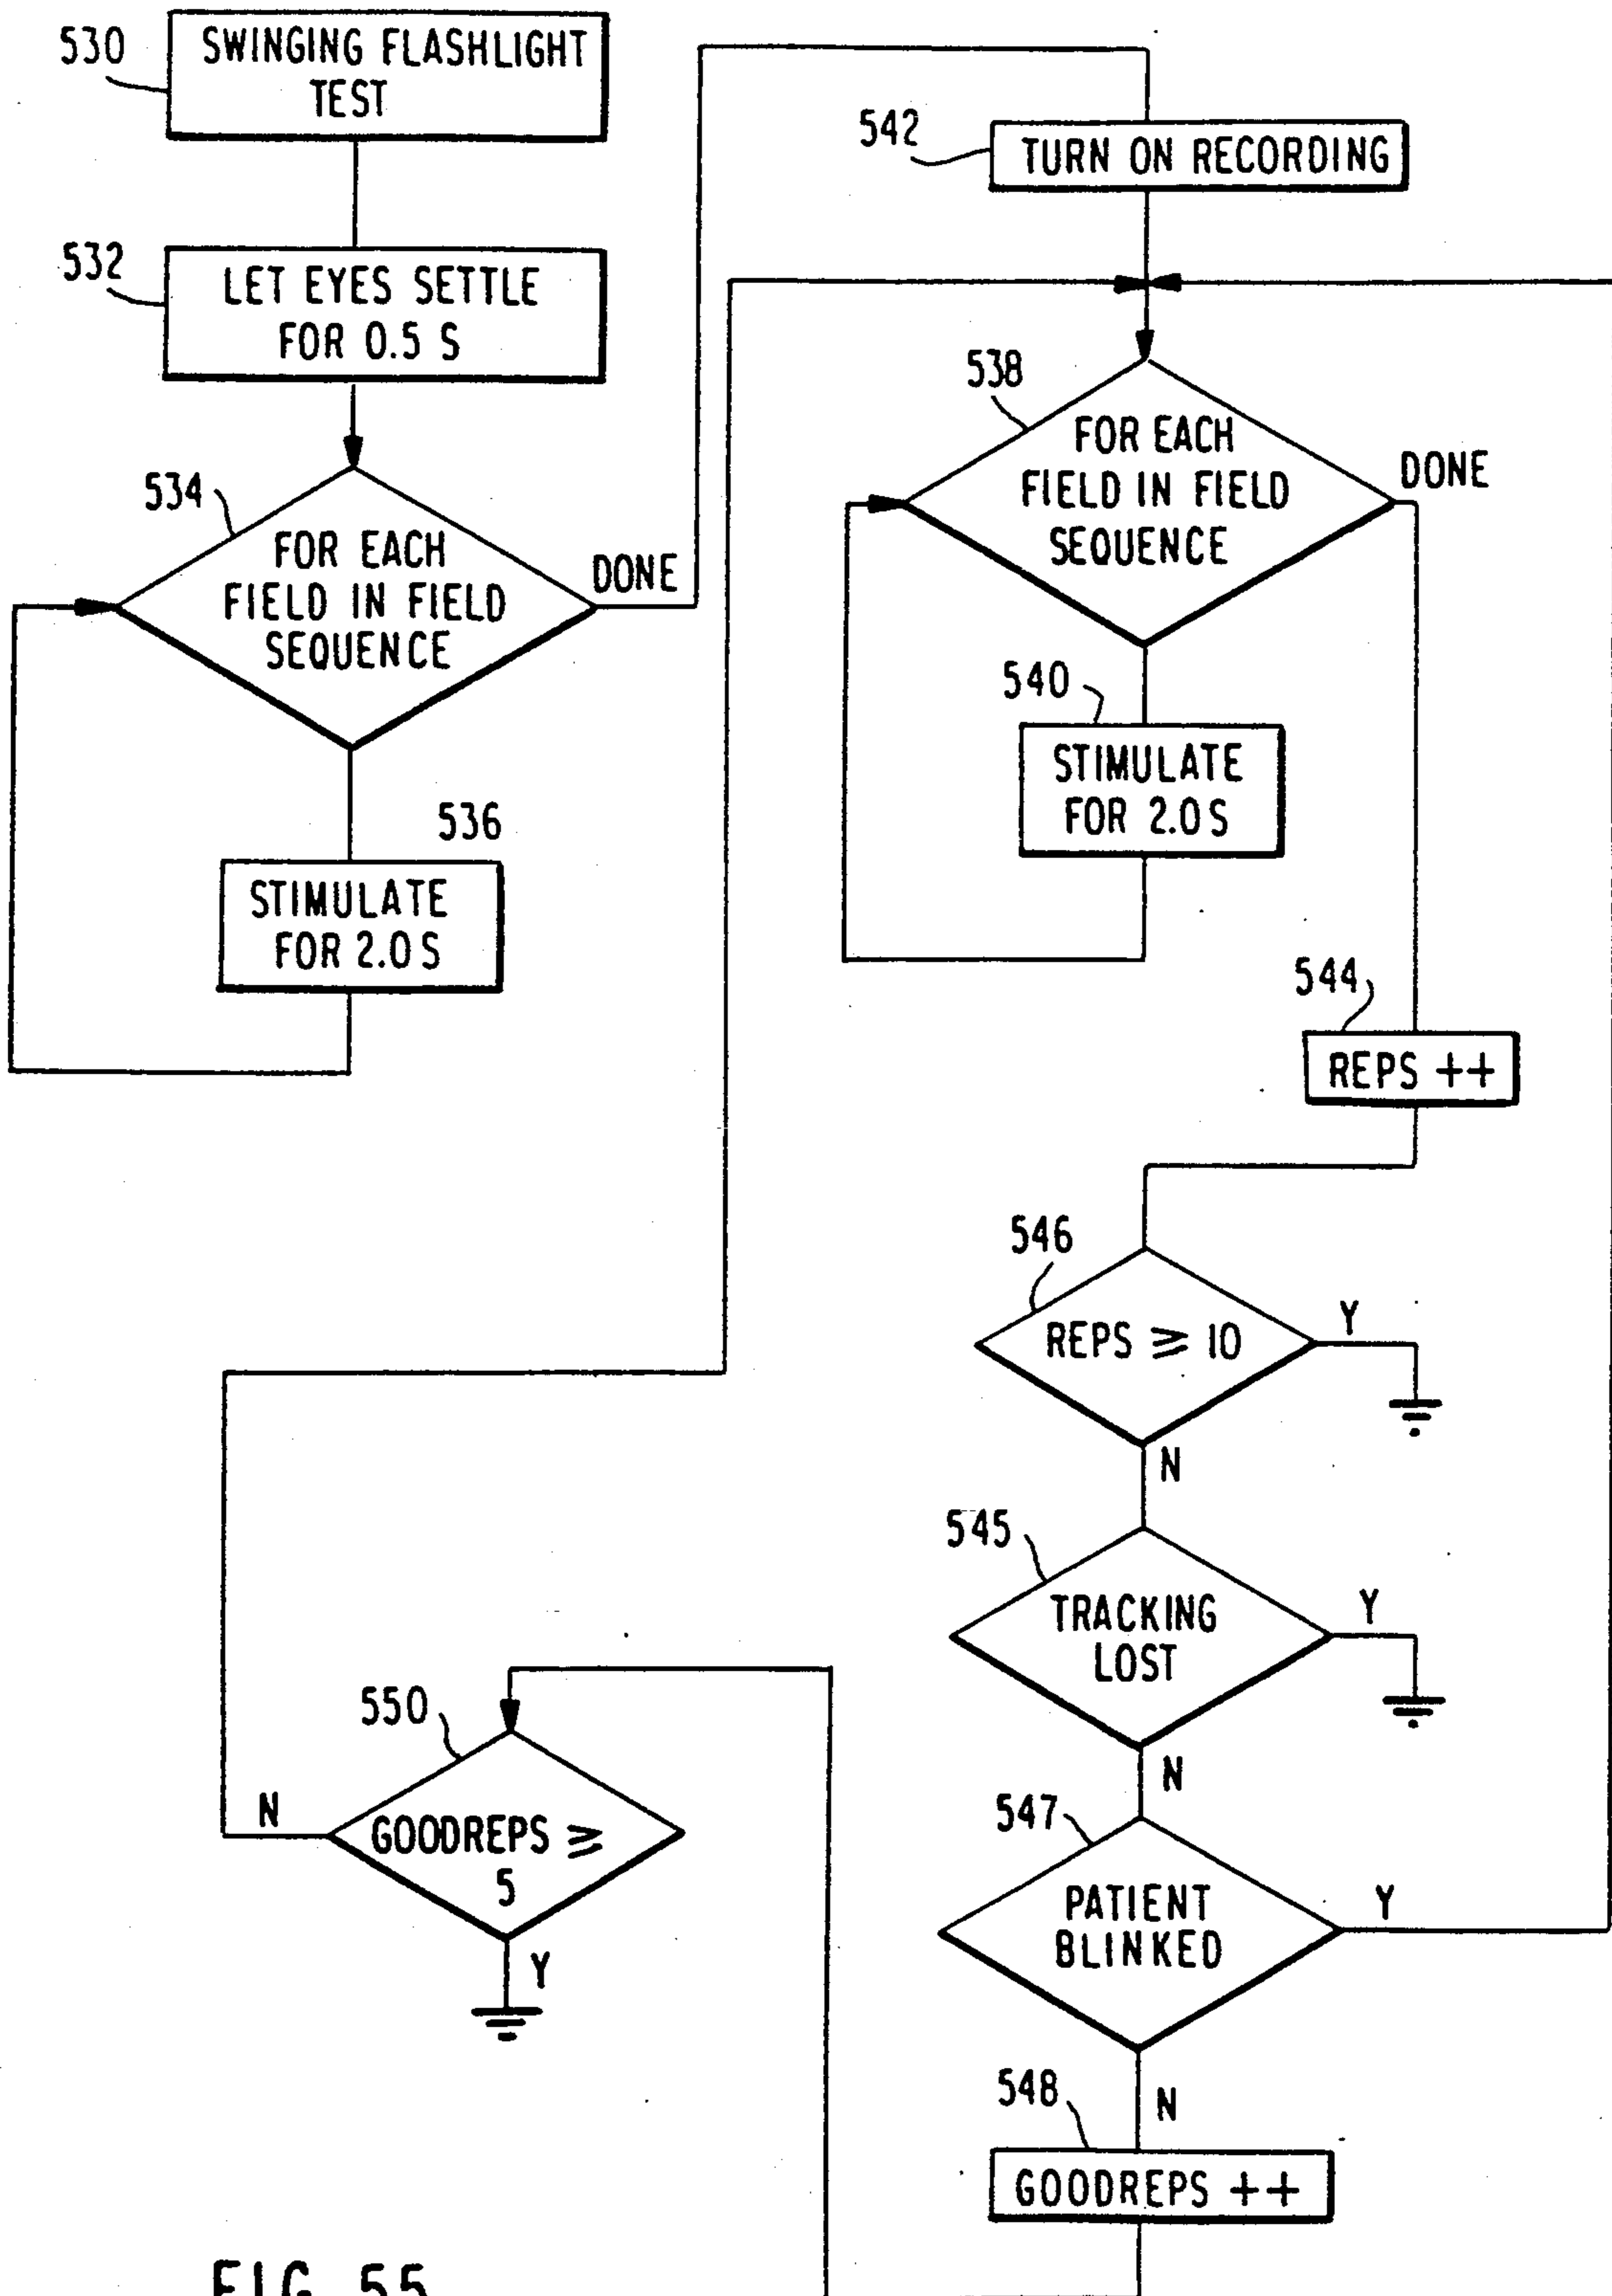 530
SWINGING FLASHLIGHT
TEST
532
LET EYES SETTLE
FOR 0.5 S
534
FOR EACH
FIELD IN FIELD
SEQUENCE
DONE
536
STIMULATE
FOR 2.0 S
542
TURN ON RECORDING
538
FOR EACH
FIELD IN FIELD
SEQUENCE
DONE
540
STIMULATE
FOR 2.0 S
544
REPS ++
546
REPS ≥ 10
Y
N
545
TRACKING
LOST
Y
N
547
PATIENT
BLINKED
Y
N
548
GOODREPS ++
550
GOODREPS ≥
5
N
Y
FIG. 55